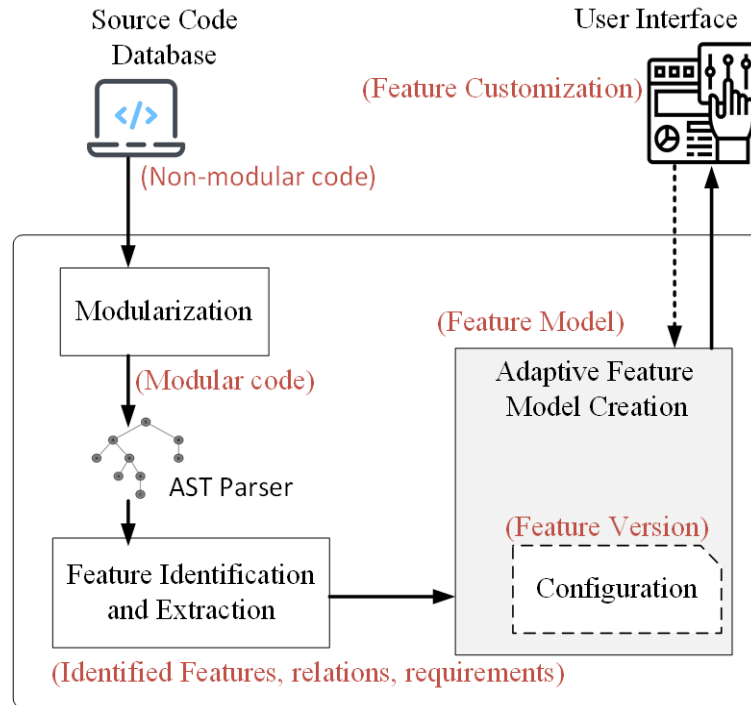 Source Code
Database
User Interface
(Feature Customization)
</>
(Non-modular code)
Modularization
(Feature Model)
(Modular code)
Adaptive Feature
Model Creation
AST Parser
(Feature Version)
Feature Identification
and Extraction
Configuration
(Identified Features, relations, requirements)